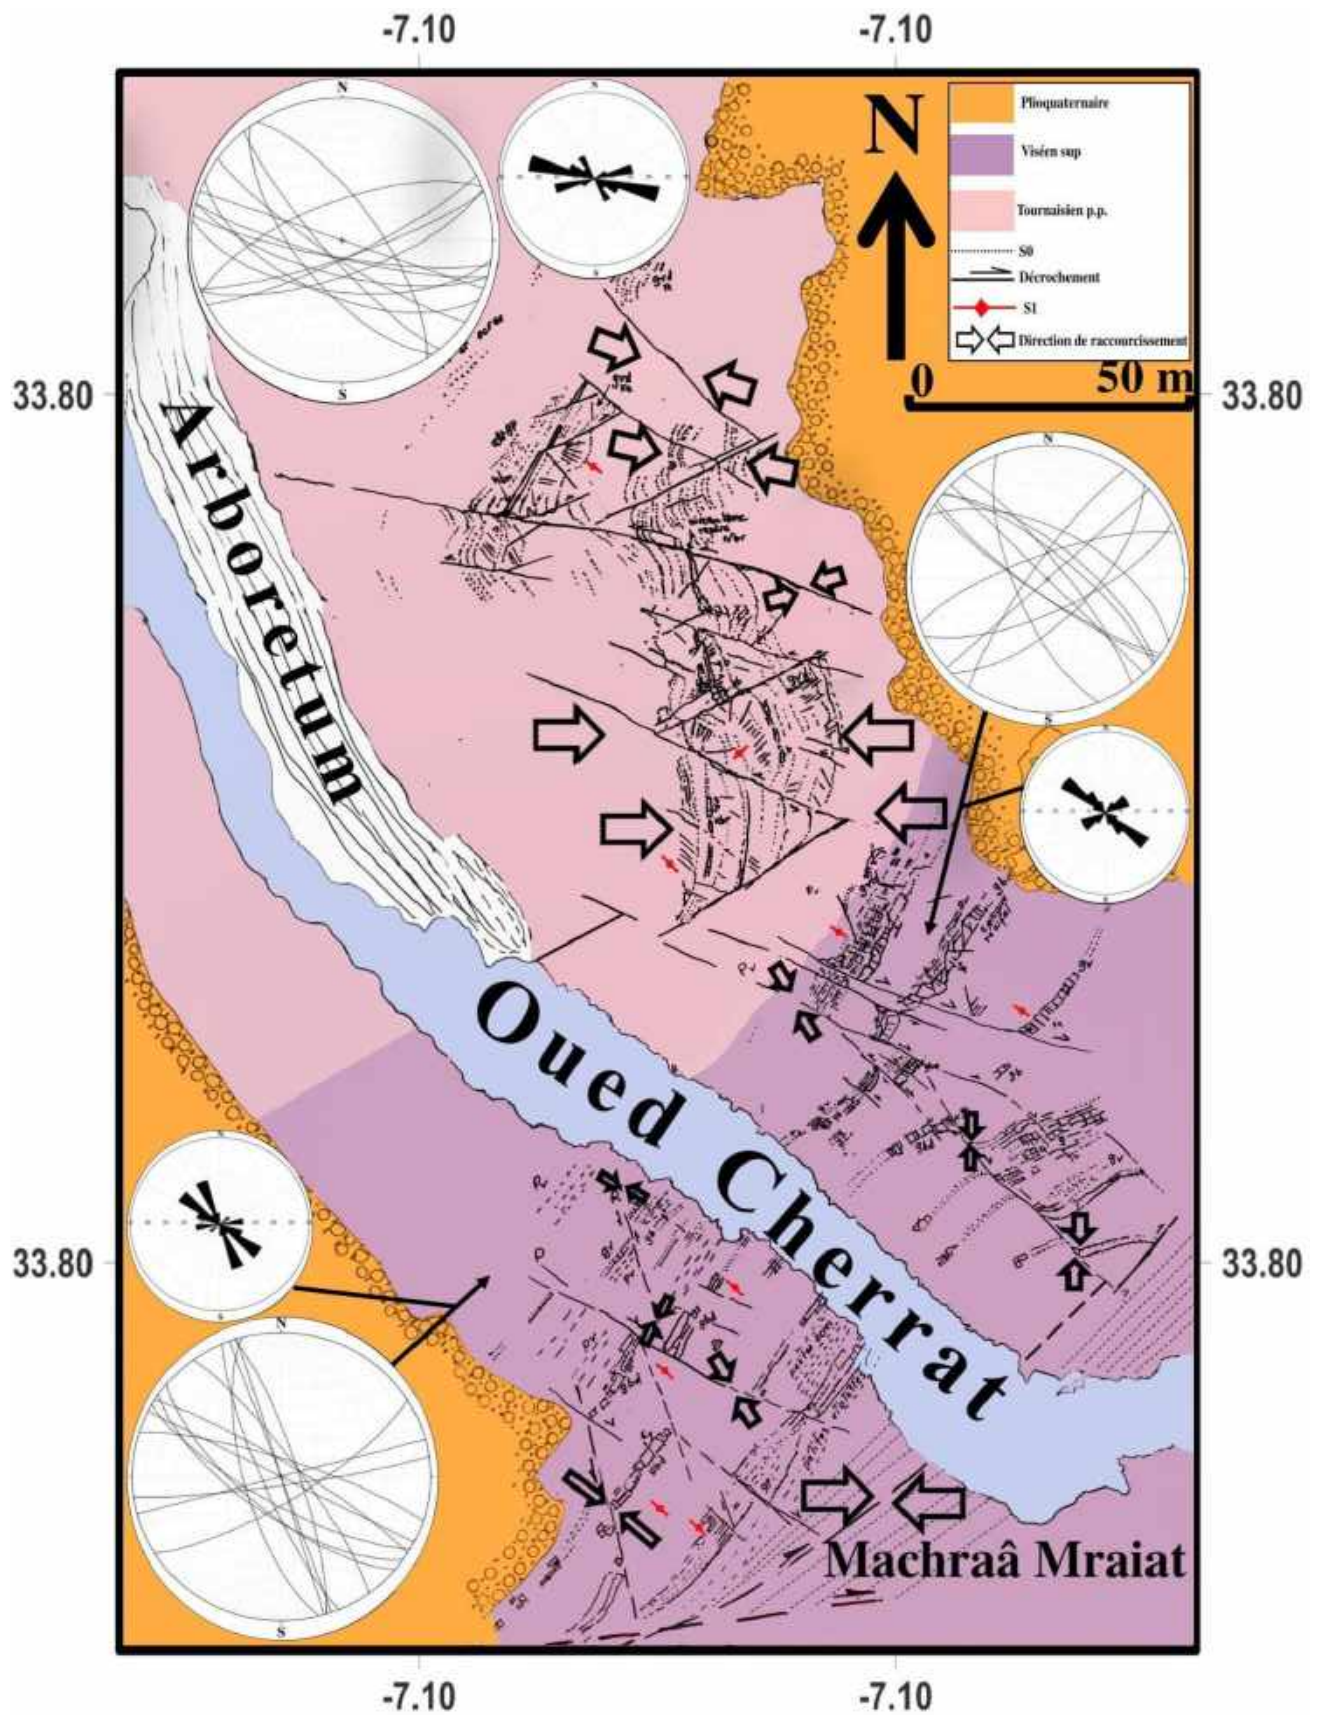 -7.10
-7.10
N
N
S
N
Plioquaternaire
Viséen sup
Tournaisien p.p.
S0
Décrochement
S1
Direction de raccourcissement
0
50 m
33.80
33.80
Arboretum
N
S
Oued Cherrat
33.80
33.80
N
S
Machraâ Mraiat
-7.10
-7.10